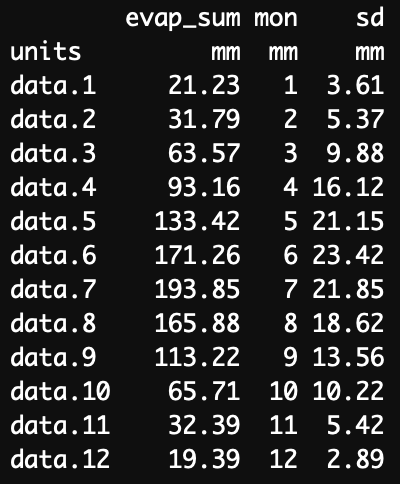 evap_sum mon sd
units mm mm mm
data.1 21.23 1 3.61
data.2 31.79 2 5.37
data.3 63.57 3 9.88
data.4 93.16 4 16.12
data.5 133.42 5 21.15
data.6 171.26 6 23.42
data.7 193.85 7 21.85
data.8 165.88 8 18.62
data.9 113.22 9 13.56
data.10 65.71 10 10.22
data.11 32.39 11 5.42
data.12 19.39 12 2.89